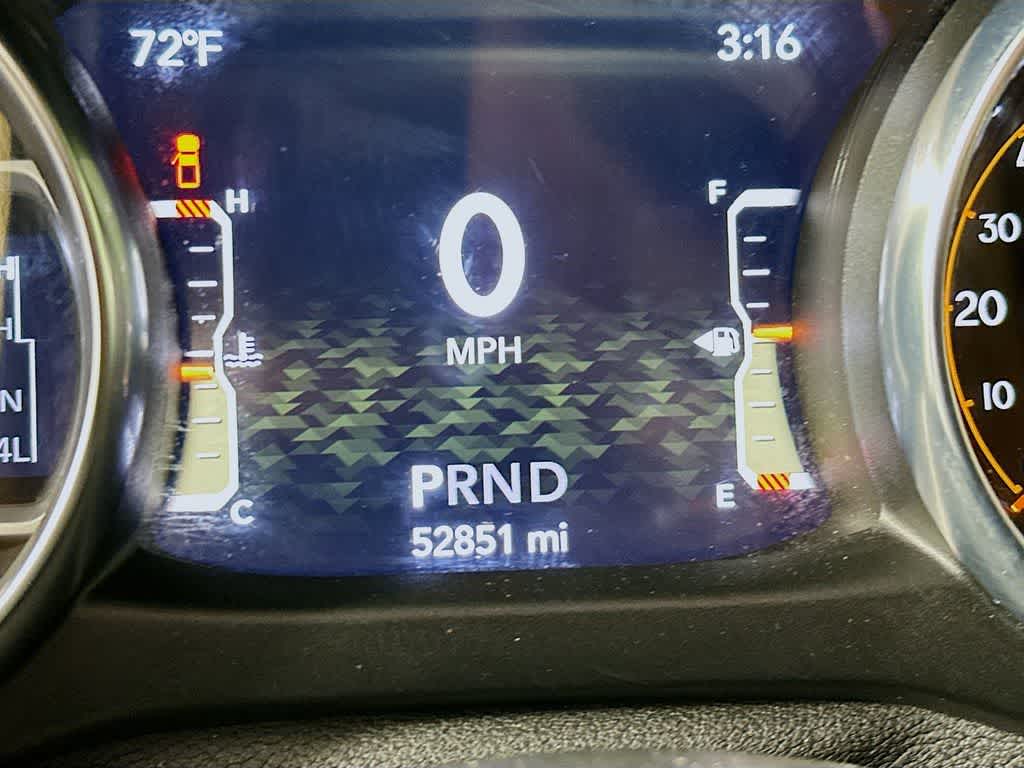 72°F 3:16
H F
0
MPH
30
20
10
H
H
N
4L
PRND
C E
52851 mi